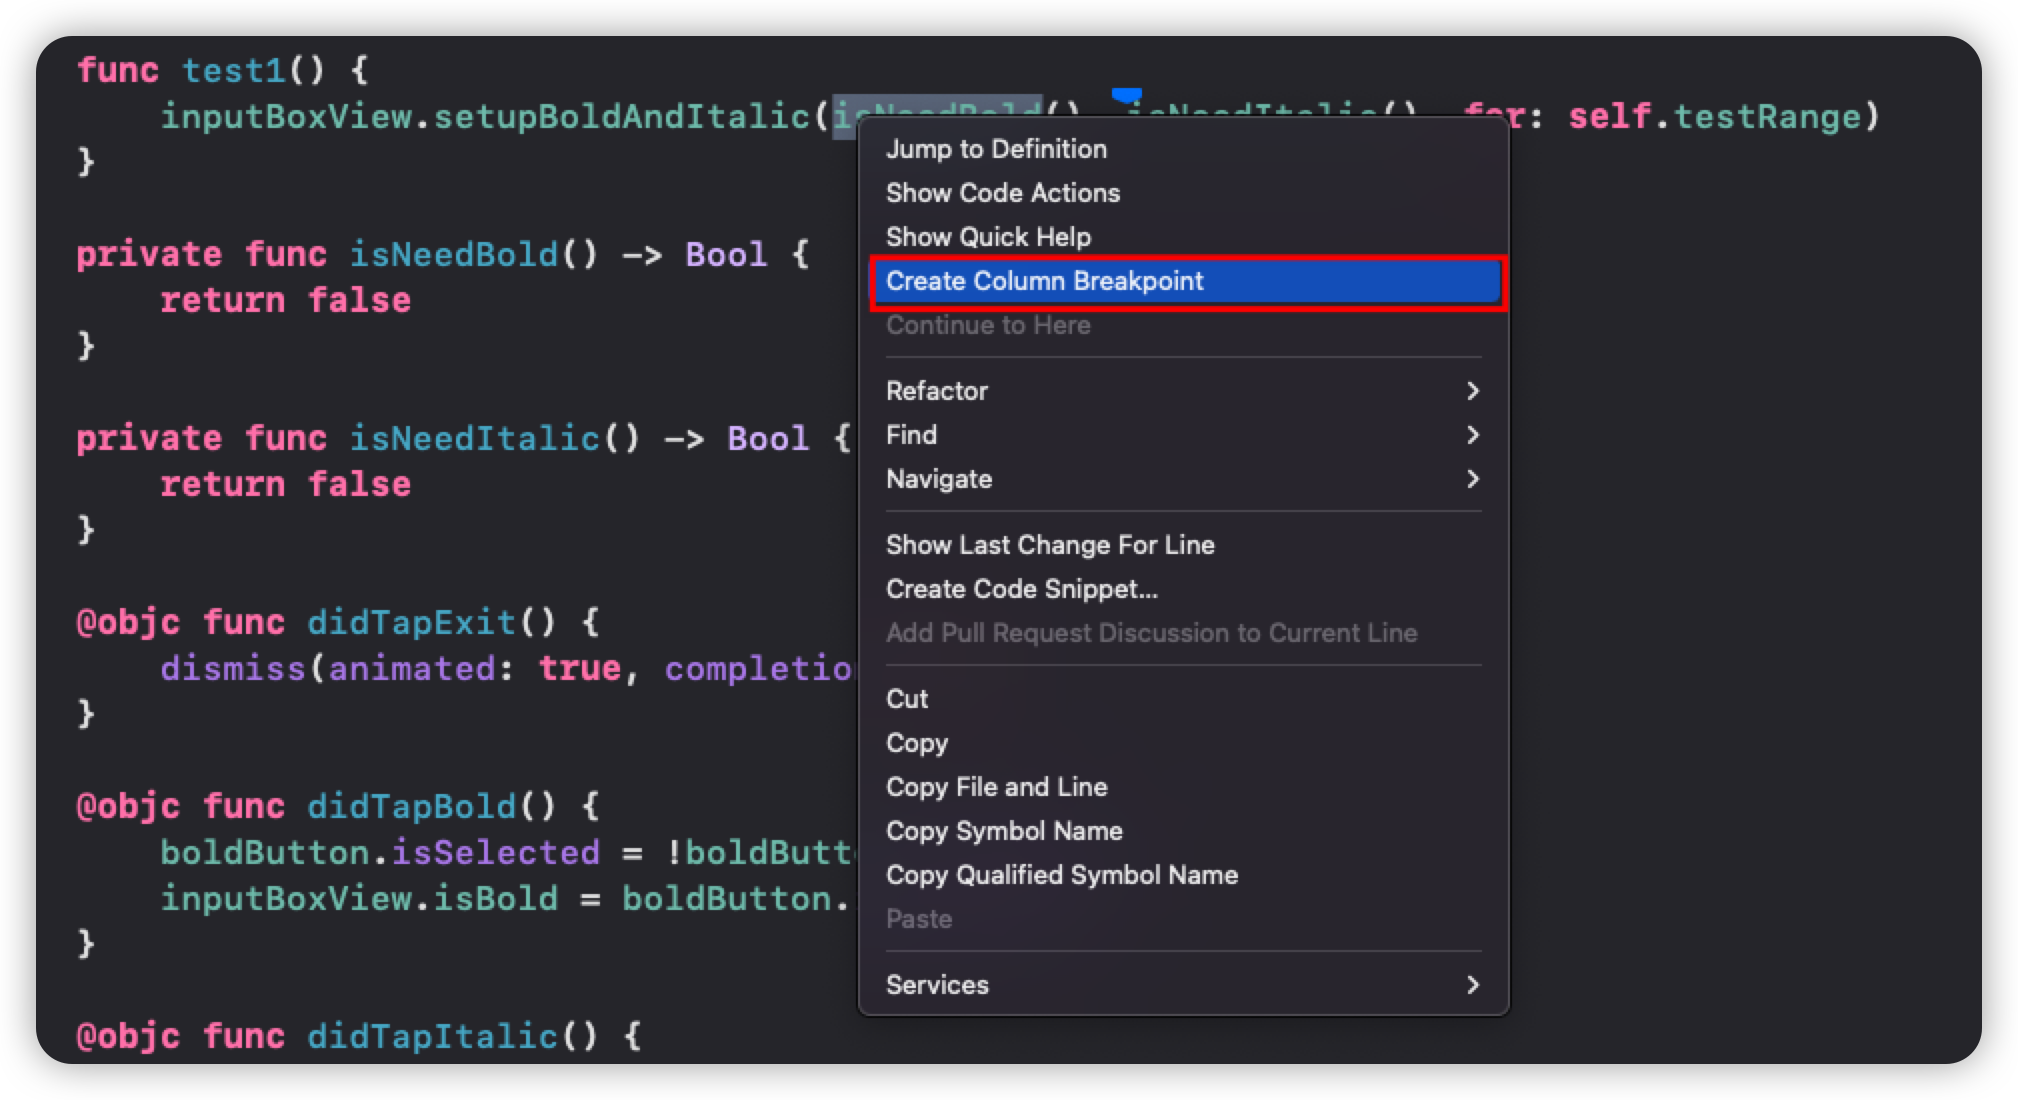 func test1() {
inputBoxView.setupBoldAndItalic(isNeedBold(), isNeedItalic(), for: self.testRange)
}
private func isNeedBold() -> Bool {
return false
}
private func isNeedItalic() -> Bool {
return false
}
@objc func didTapExit() {
dismiss(animated: true, completio
}
@objc func didTapBold() {
boldButton.isSelected = !boldButt
inputBoxView.isBold = boldButton.
}
@objc func didTapItalic() {
Jump to Definition
Show Code Actions
Show Quick Help
Create Column Breakpoint
Continue to Here
Refactor
Find
Navigate
Show Last Change For Line
Create Code Snippet...
Add Pull Request Discussion to Current Line
Cut
Copy
Copy File and Line
Copy Symbol Name
Copy Qualified Symbol Name
Paste
Services